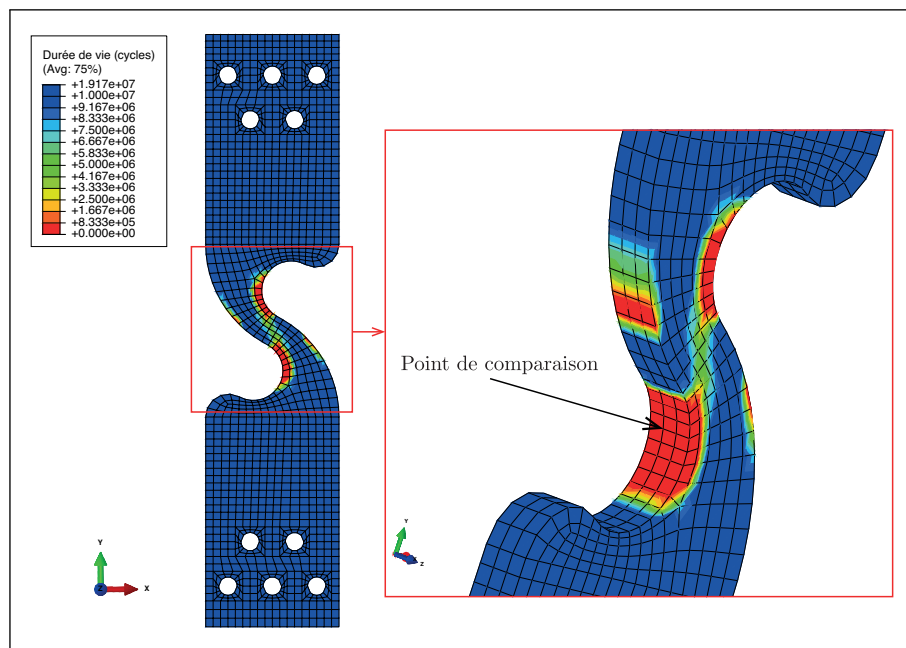 Durée de vie (cycles)
(Avg: 75%)
+1.917e+07
+1.000e+07
+9.167e+06
+8.333e+06
+7.500e+06
+6.667e+06
+5.833e+06
+5.000e+06
+4.167e+06
+3.333e+06
+2.500e+06
+1.667e+06
+8.333e+05
+0.000e+00
Point de comparaison
Y
Z
X
Y
Z